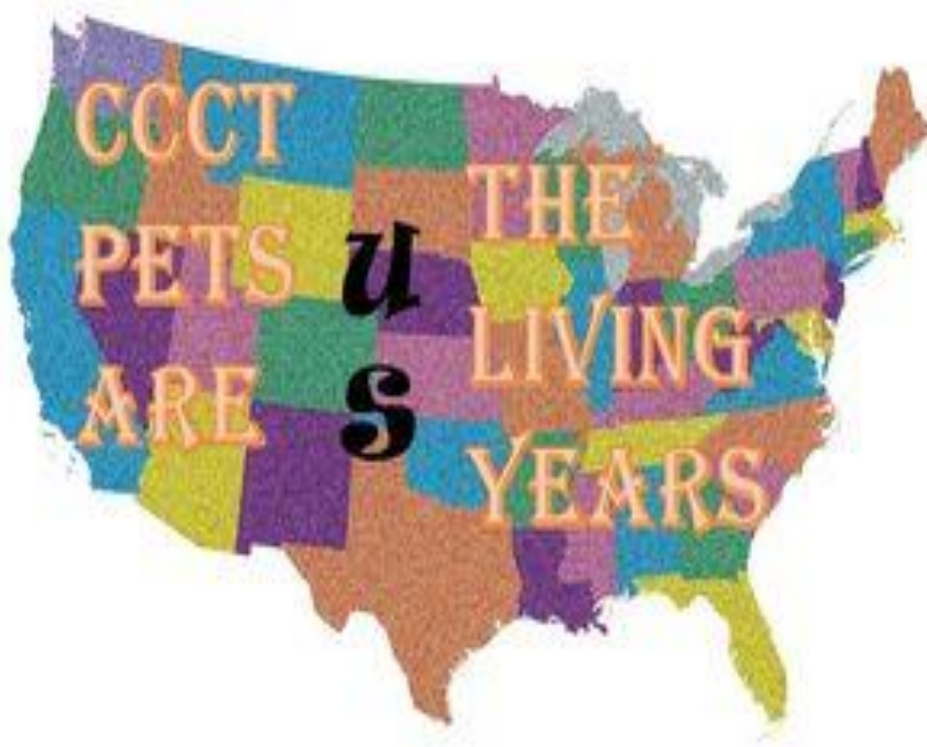 CCCT
PETS
ARE
u
s
THE
LIVING
YEARS